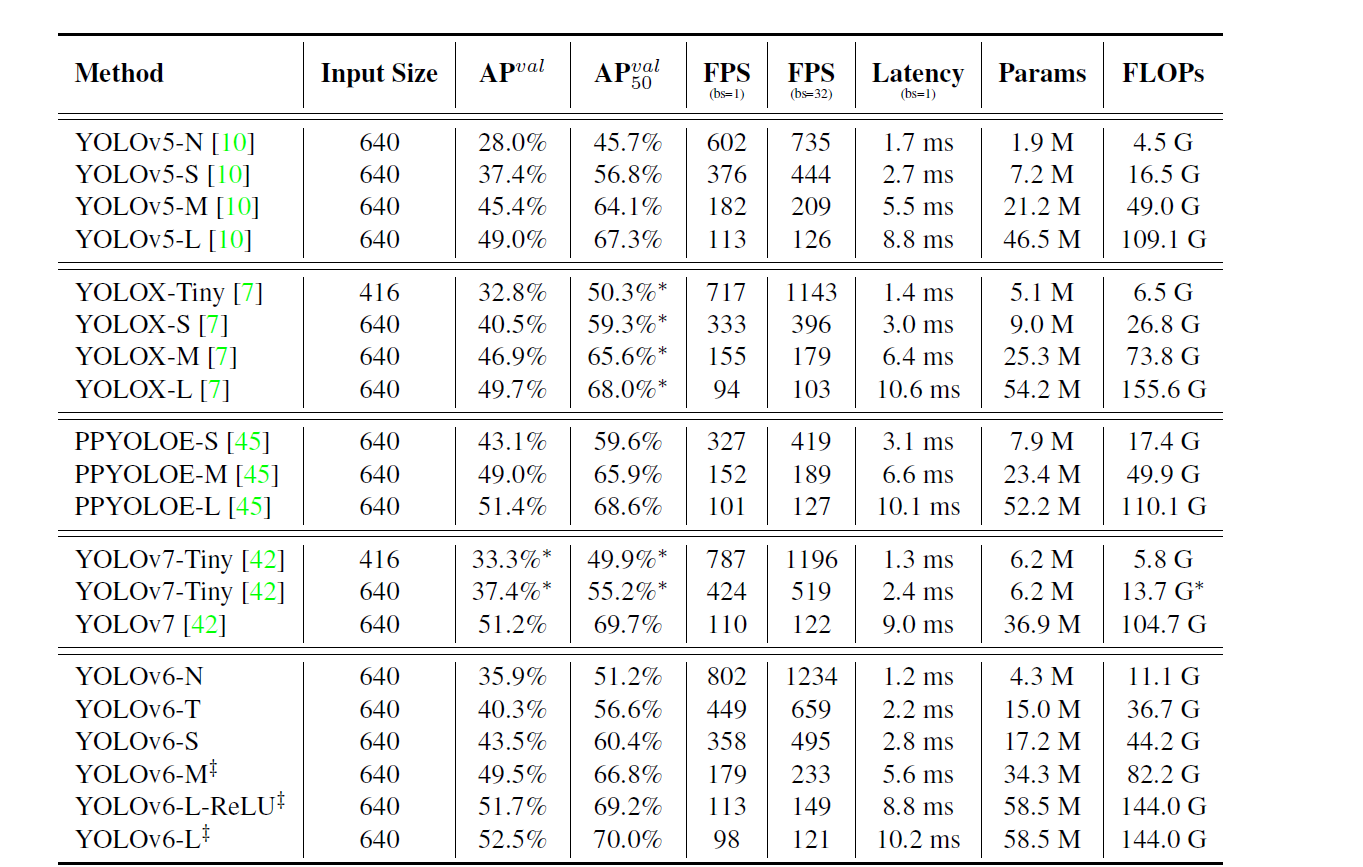 Method Input Size AP^val AP_50^val FPS (bs=1) FPS (bs=32) Latency (bs=1) Params FLOPs
YOLOv5-N [10] 640 28.0% 45.7% 602 735 1.7 ms 1.9 M 4.5 G
YOLOv5-S [10] 640 37.4% 56.8% 376 444 2.7 ms 7.2 M 16.5 G
YOLOv5-M [10] 640 45.4% 64.1% 182 209 5.5 ms 21.2 M 49.0 G
YOLOv5-L [10] 640 49.0% 67.3% 113 126 8.8 ms 46.5 M 109.1 G
YOLOX-Tiny [7] 416 32.8% 50.3%* 717 1143 1.4 ms 5.1 M 6.5 G
YOLOX-S [7] 640 40.5% 59.3%* 333 396 3.0 ms 9.0 M 26.8 G
YOLOX-M [7] 640 46.9% 65.6%* 155 179 6.4 ms 25.3 M 73.8 G
YOLOX-L [7] 640 49.7% 68.0%* 94 103 10.6 ms 54.2 M 155.6 G
PPYOLOE-S [45] 640 43.1% 59.6% 327 419 3.1 ms 7.9 M 17.4 G
PPYOLOE-M [45] 640 49.0% 65.9% 152 189 6.6 ms 23.4 M 49.9 G
PPYOLOE-L [45] 640 51.4% 68.6% 101 127 10.1 ms 52.2 M 110.1 G
YOLOv7-Tiny [42] 416 33.3%* 49.9%* 787 1196 1.3 ms 6.2 M 5.8 G
YOLOv7-Tiny [42] 640 37.4%* 55.2%* 424 519 2.4 ms 6.2 M 13.7 G*
YOLOv7 [42] 640 51.2% 69.7% 110 122 9.0 ms 36.9 M 104.7 G
YOLOv6-N 640 35.9% 51.2% 802 1234 1.2 ms 4.3 M 11.1 G
YOLOv6-T 640 40.3% 56.6% 449 659 2.2 ms 15.0 M 36.7 G
YOLOv6-S 640 43.5% 60.4% 358 495 2.8 ms 17.2 M 44.2 G
YOLOv6-M‡ 640 49.5% 66.8% 179 233 5.6 ms 34.3 M 82.2 G
YOLOv6-L-ReLU‡ 640 51.7% 69.2% 113 149 8.8 ms 58.5 M 144.0 G
YOLOv6-L‡ 640 52.5% 70.0% 98 121 10.2 ms 58.5 M 144.0 G